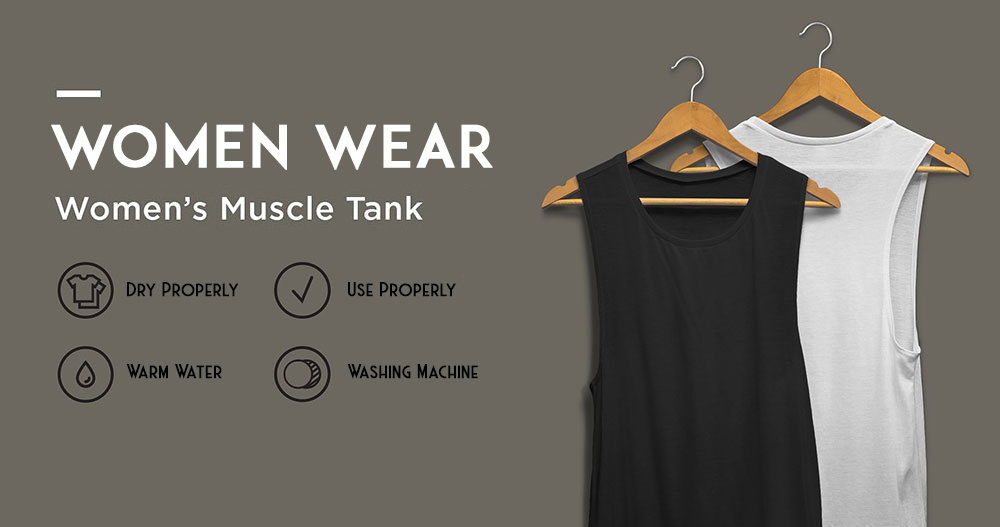 WOMEN WEAR
Women's Muscle Tank
Dry Properly
Use Properly
Warm Water
Washing Machine